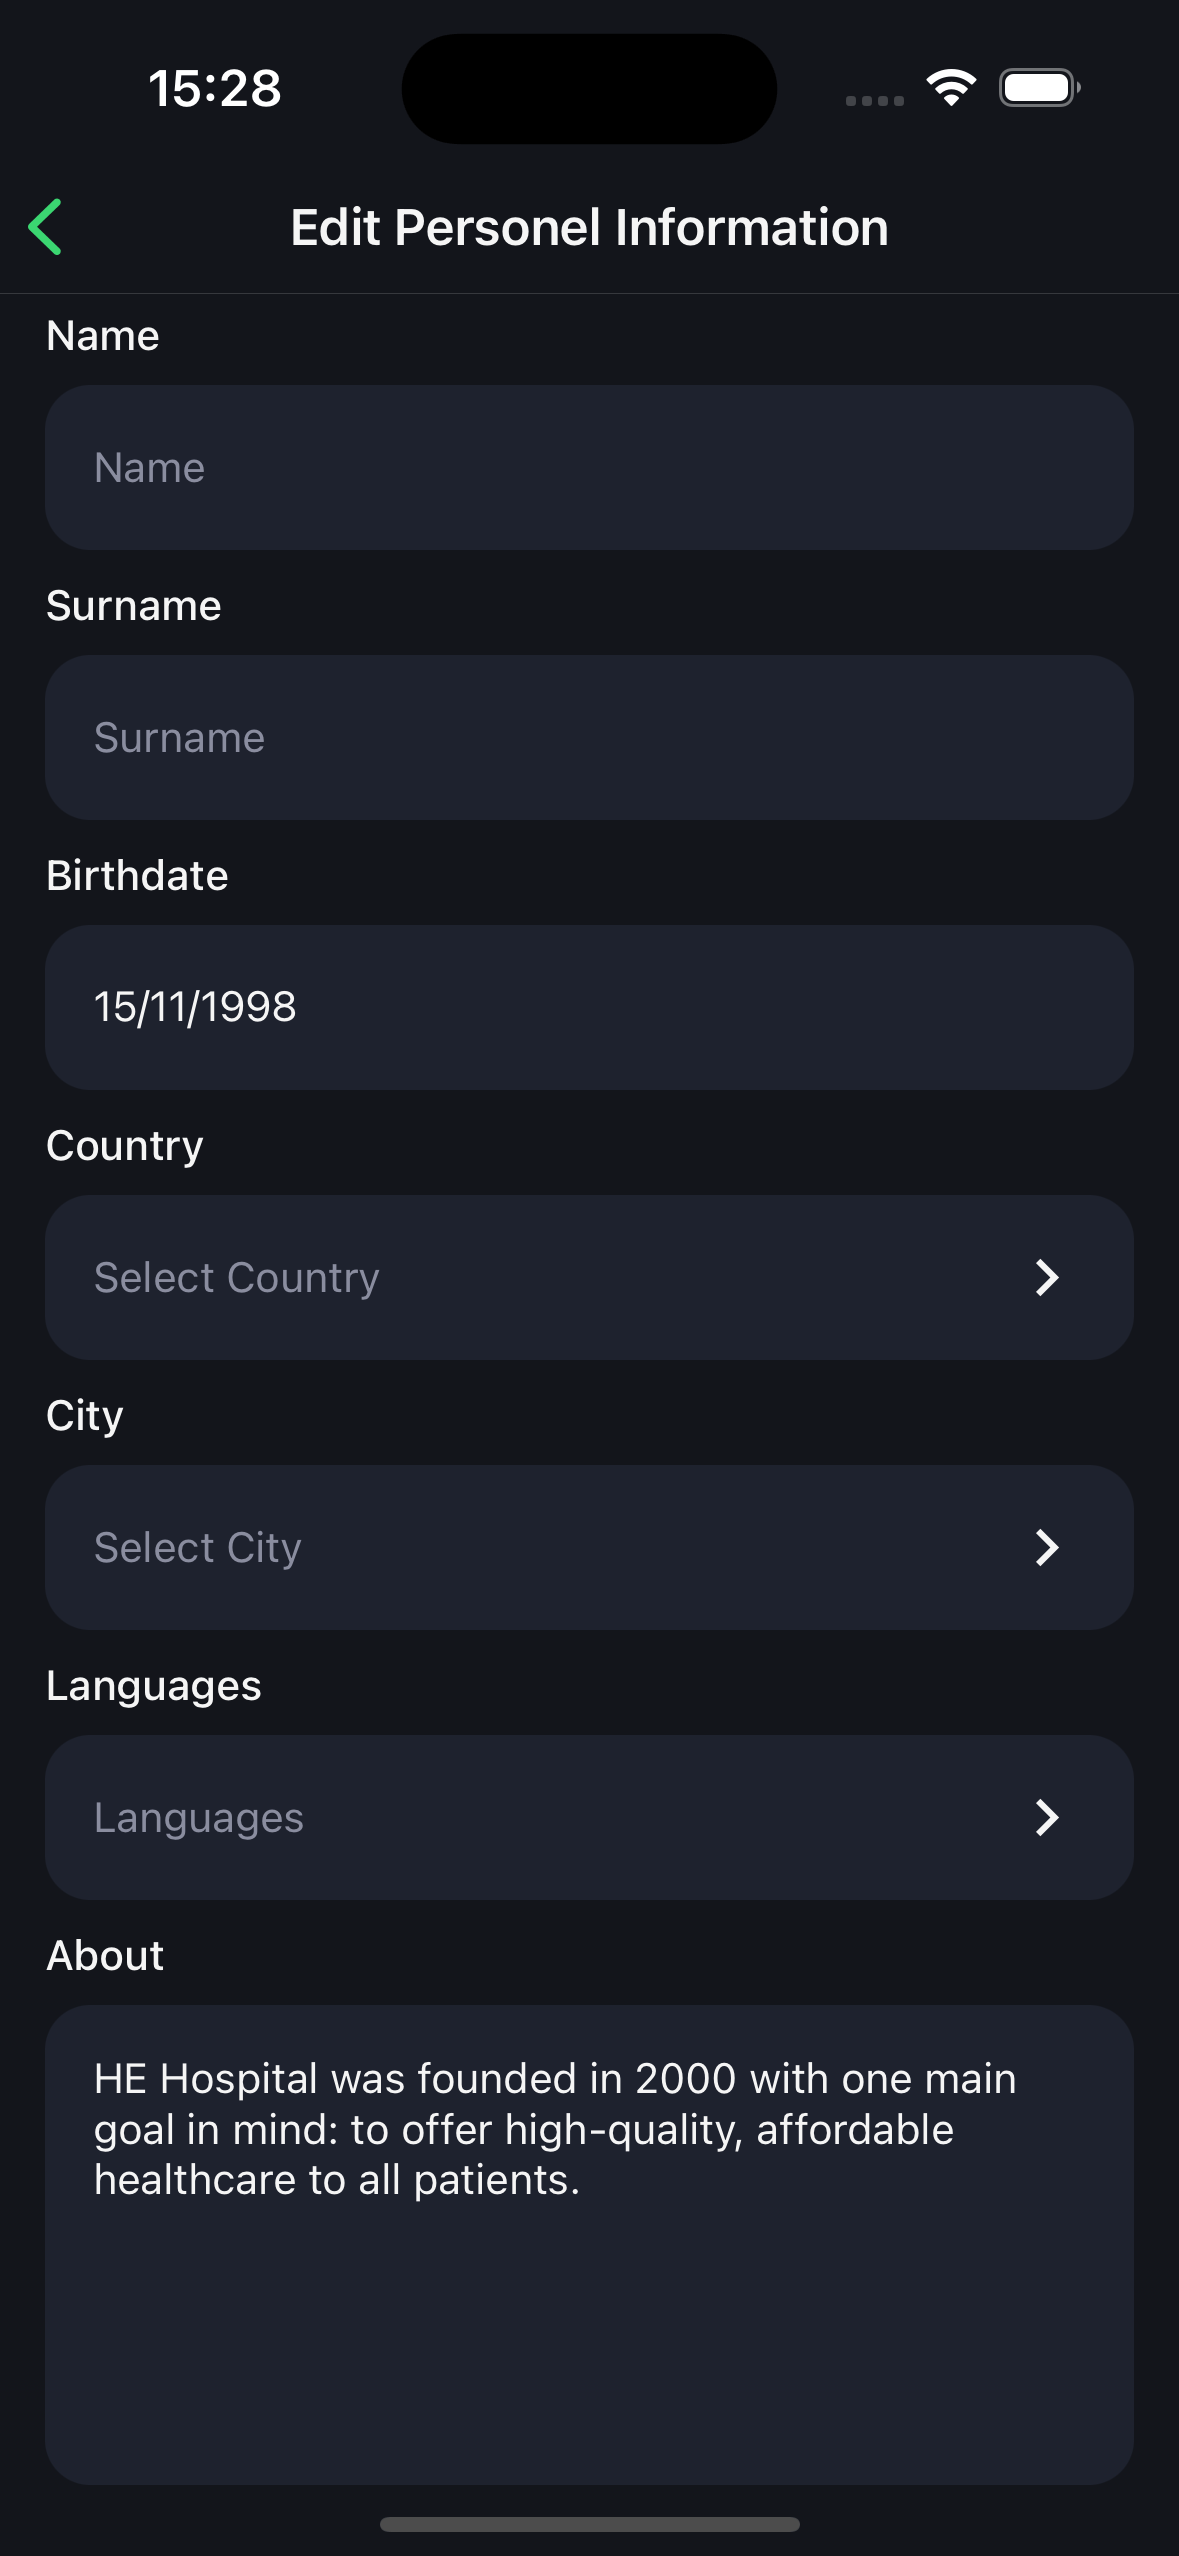 15:28
Edit Personel Information
Name
Name
Surname
Surname
Birthdate
15/11/1998
Country
Select Country
City
Select City
Languages
Languages
About
HE Hospital was founded in 2000 with one main
goal in mind: to offer high-quality, affordable
healthcare to all patients.